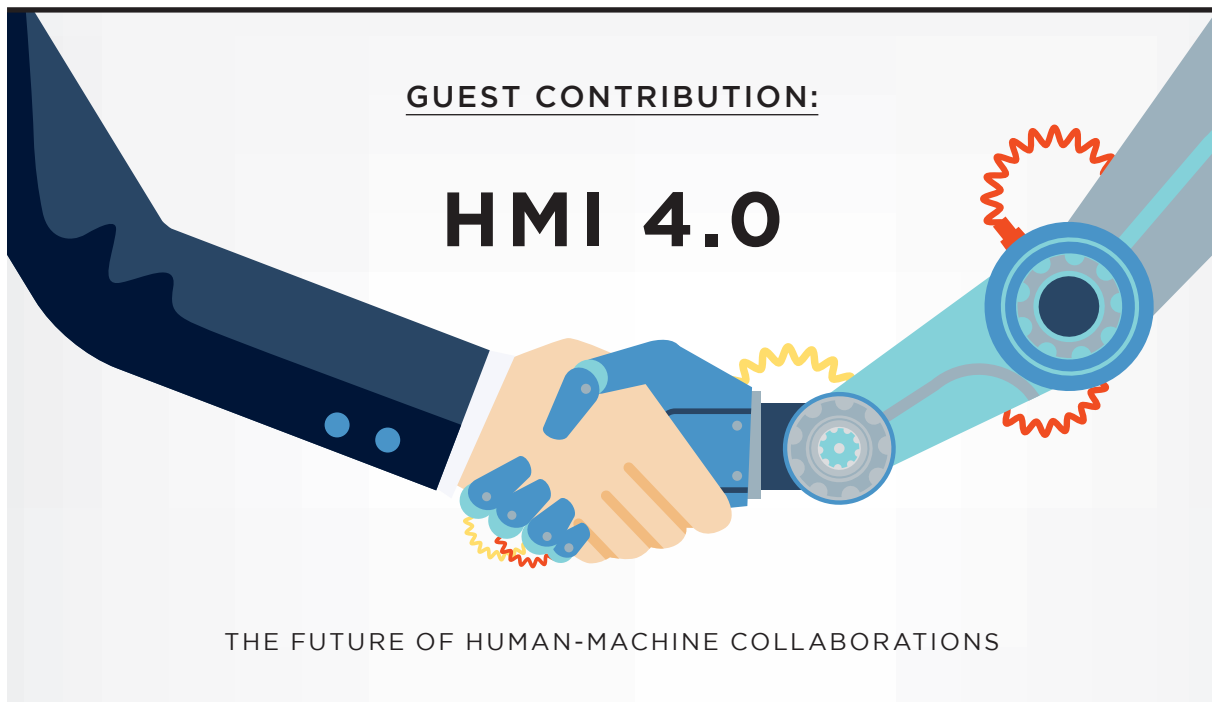 GUEST CONTRIBUTION:
HMI 4.0
THE FUTURE OF HUMAN-MACHINE COLLABORATIONS